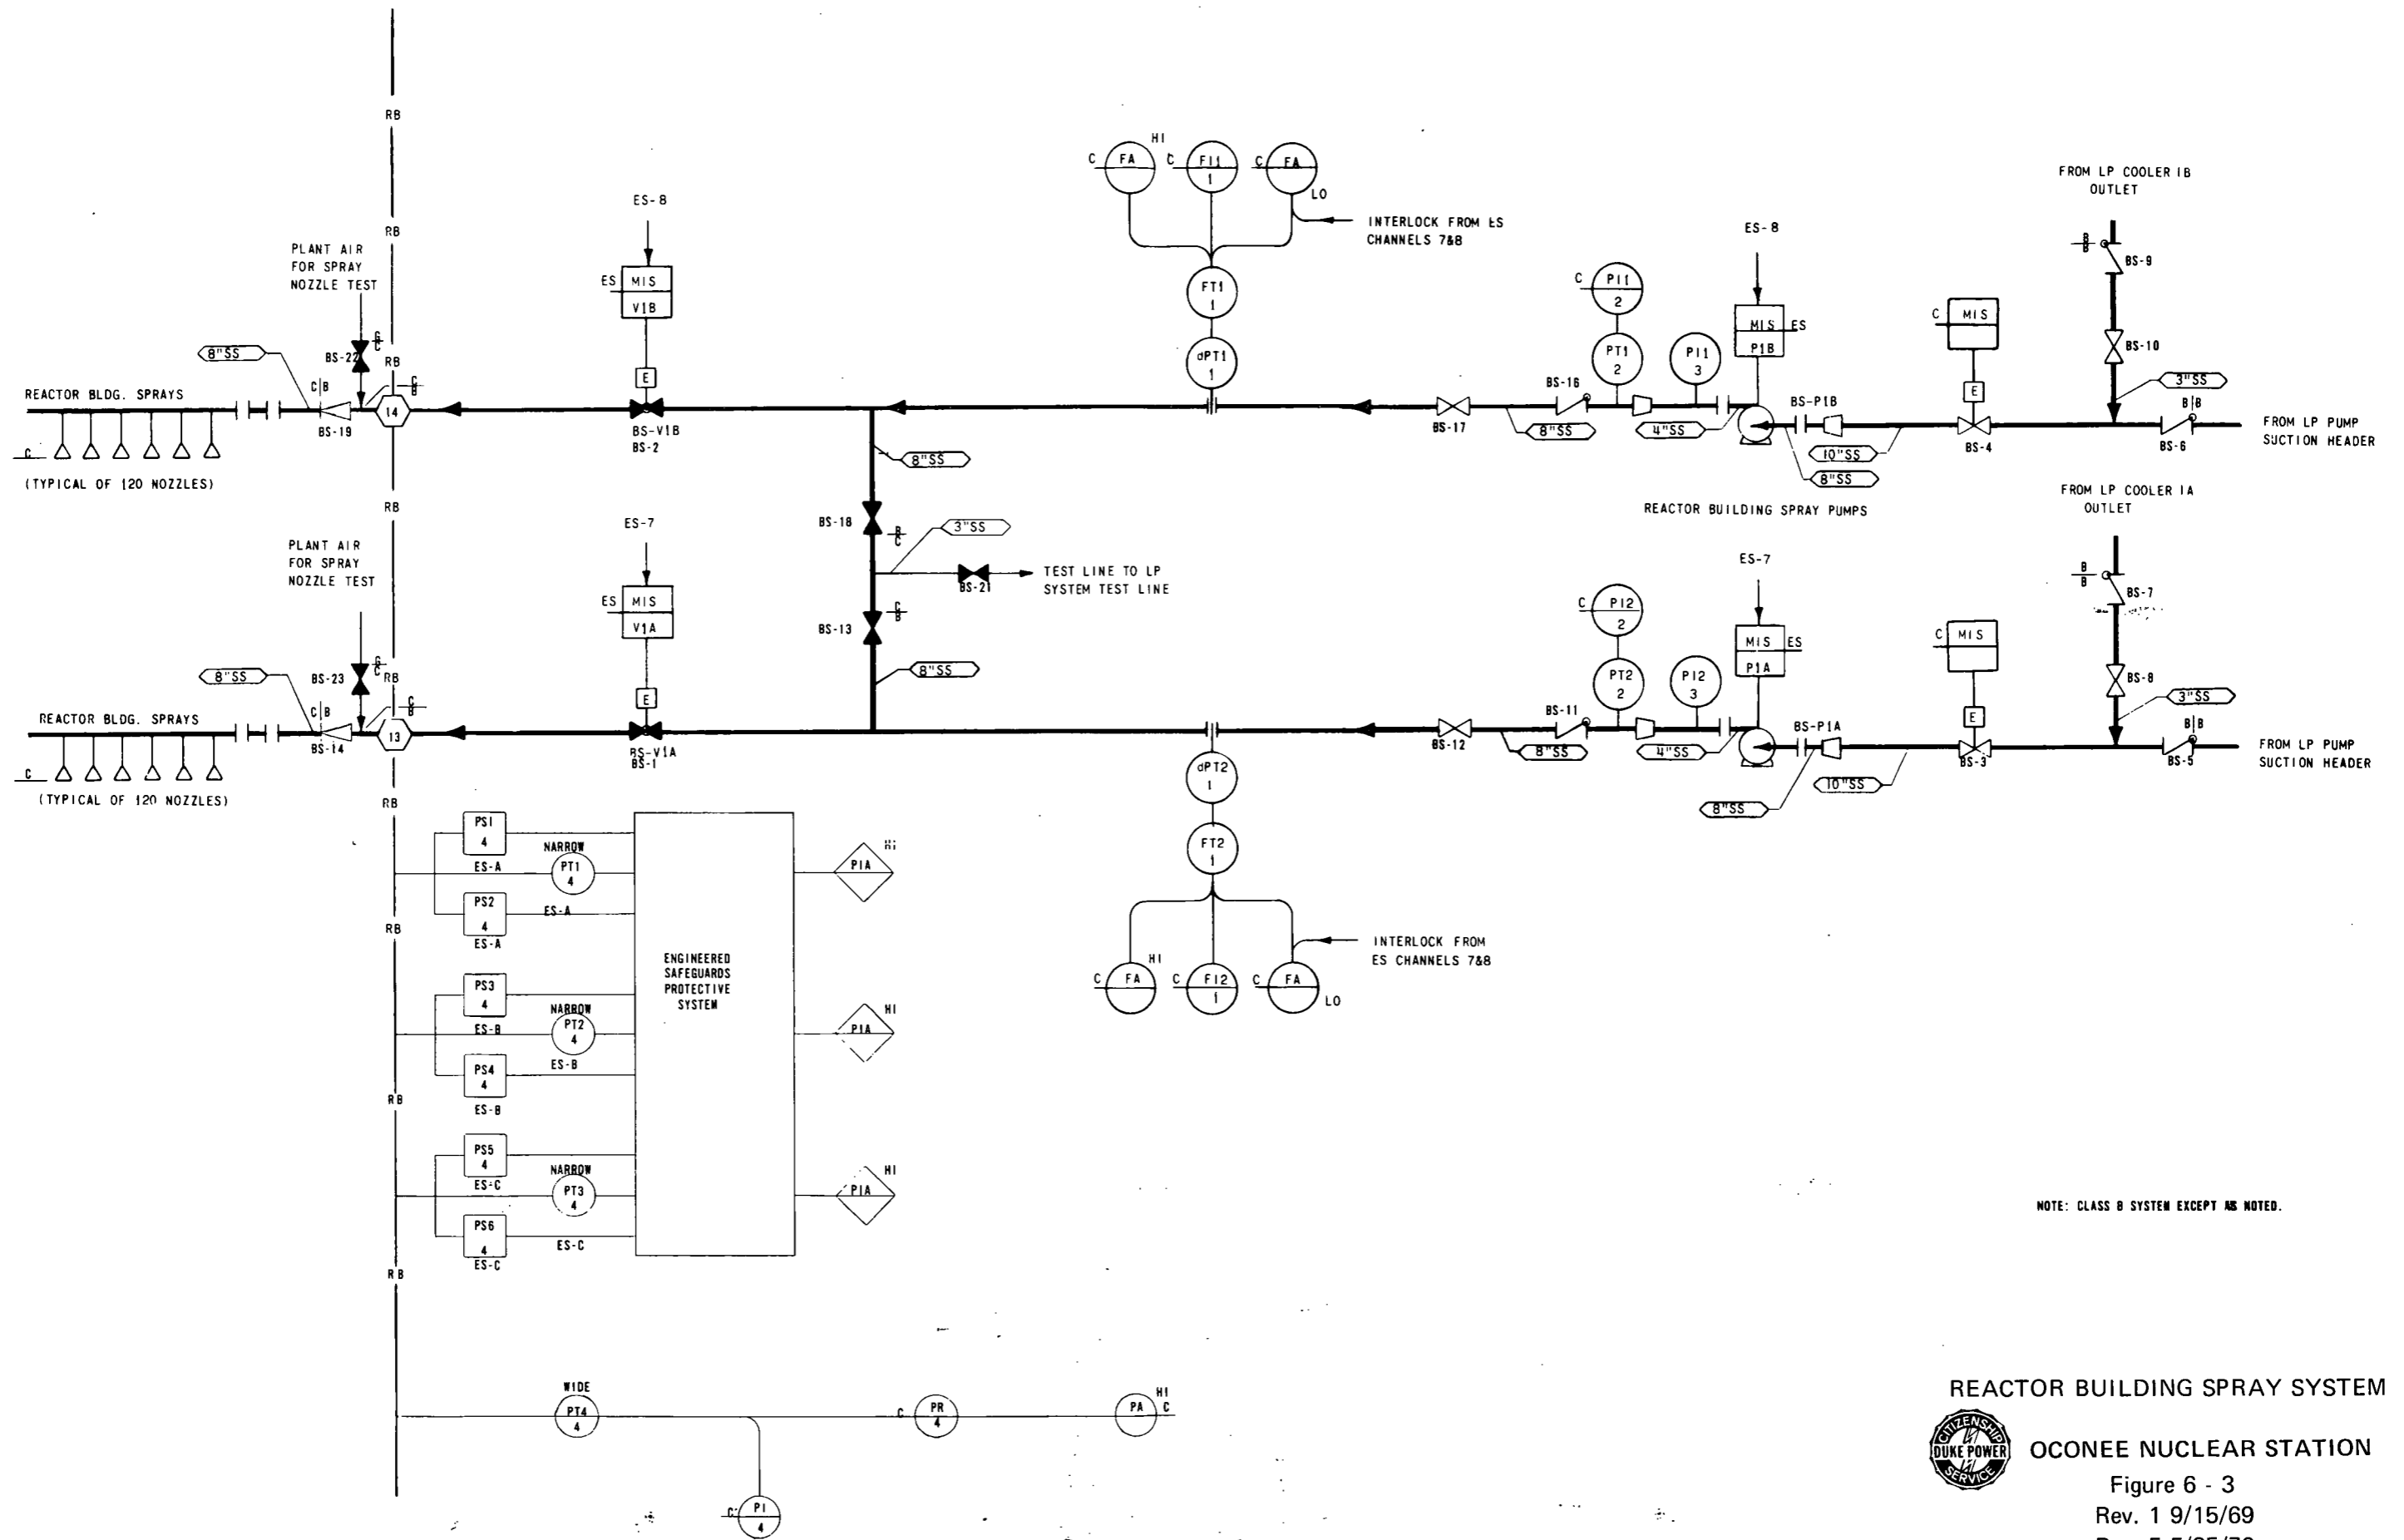 RB
RB
ES-8
PLANT AIR
FOR SPRAY
NOZZLE TEST
ES
MIS
V1B
E
8"SS
BS-22
C
RB
REACTOR BLDG. SPRAYS
C|B
BS-19
14
BS-V1B
BS-2
C
(TYPICAL OF 120 NOZZLES)
RB
HI
C FA
C FI1
1
C FA
LO
INTERLOCK FROM ES
CHANNELS 7&8
FT1
1
dPT1
1
8"SS
BS-18
B
C
3"SS
BS-21
TEST LINE TO LP
SYSTEM TEST LINE
BS-13
C
B
8"SS
C PI1
2
PT1
2
PI1
3
ES-8
MIS ES
P1B
BS-16
BS-17
8"SS
4"SS
BS-P1B
8"SS
10"SS
C MIS
E
BS-4
FROM LP COOLER IB
OUTLET
B
B
BS-9
BS-10
3"SS
B|B
BS-6
FROM LP PUMP
SUCTION HEADER
REACTOR BUILDING SPRAY PUMPS
ES-7
PLANT AIR
FOR SPRAY
NOZZLE TEST
ES
MIS
V1A
E
8"SS
BS-23
C
RB
C
B
REACTOR BLDG. SPRAYS
C|B
BS-14
13
BS-V1A
BS-1
C
(TYPICAL OF 120 NOZZLES)
RB
C PI2
2
PT2
2
PI2
3
ES-7
MIS ES
P1A
BS-11
BS-12
8"SS
4"SS
BS-P1A
8"SS
10"SS
C MIS
E
BS-3
FROM LP COOLER IA
OUTLET
B
B
BS-7
BS-8
3"SS
B|B
BS-5
FROM LP PUMP
SUCTION HEADER
dPT2
1
FT2
1
INTERLOCK FROM
ES CHANNELS 7&8
HI
C FA
C FI2
1
C FA
LO
PS1
4
ES-A
NARROW
PT1
4
PS2
4
ES-A
ES-A
RB
PS3
4
ES-B
NARROW
PT2
4
PS4
4
ES-B
ES-B
RB
PS5
4
ES-C
NARROW
PT3
4
PS6
4
ES-C
ES-C
RB
ENGINEERED
SAFEGUARDS
PROTECTIVE
SYSTEM
PIA
Hi
PIA
HI
PIA
HI
WIDE
PT4
4
C PR
4
PA
HI
C
C PI
4
NOTE: CLASS B SYSTEM EXCEPT AS NOTED.
REACTOR BUILDING SPRAY SYSTEM
CITIZENSHIP
DUKE POWER
SERVICE
OCONEE NUCLEAR STATION
Figure 6 - 3
Rev. 1 9/15/69